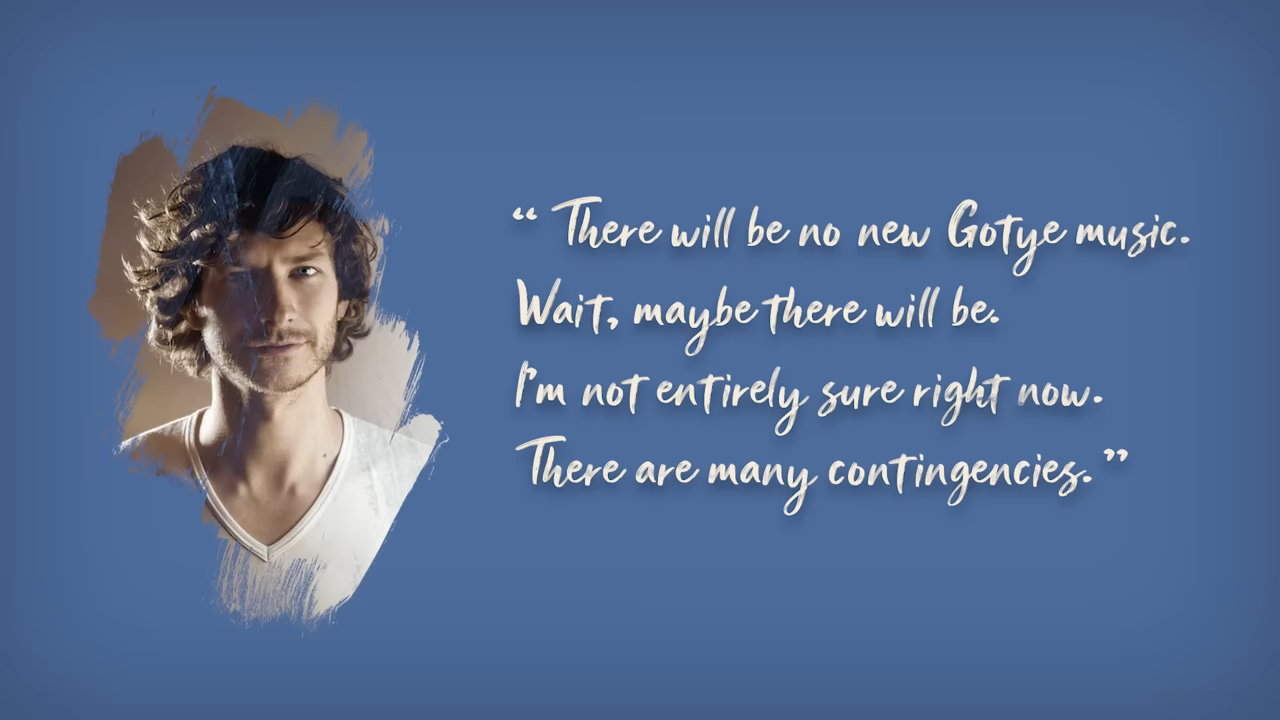 “ There will be no new Gotye music.
Wait, maybe there will be.
I’m not entirely sure right now.
There are many contingencies. ”